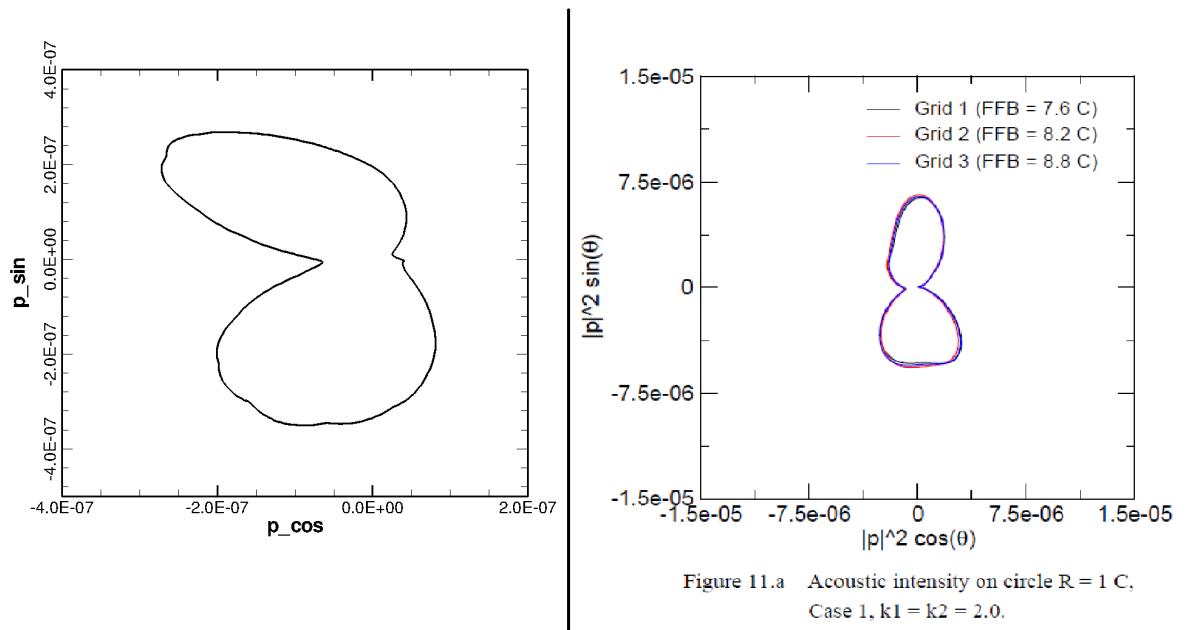 4.0E-07
2.0E-07
0.0E+00
-2.0E-07
-4.0E-07
p_sin
-4.0E-07 -2.0E-07 0.0E+00 2.0E-07
p_cos
1.5e-05
7.5e-06
0
-7.5e-06
-1.5e-05
|p|^2 sin(θ)
Grid 1 (FFB = 7.6 C)
Grid 2 (FFB = 8.2 C)
Grid 3 (FFB = 8.8 C)
-1.5e-05 -7.5e-06 0 7.5e-06 1.5e-05
|p|^2 cos(θ)
Figure 11.a Acoustic intensity on circle R = 1 C,
Case 1, k1 = k2 = 2.0.